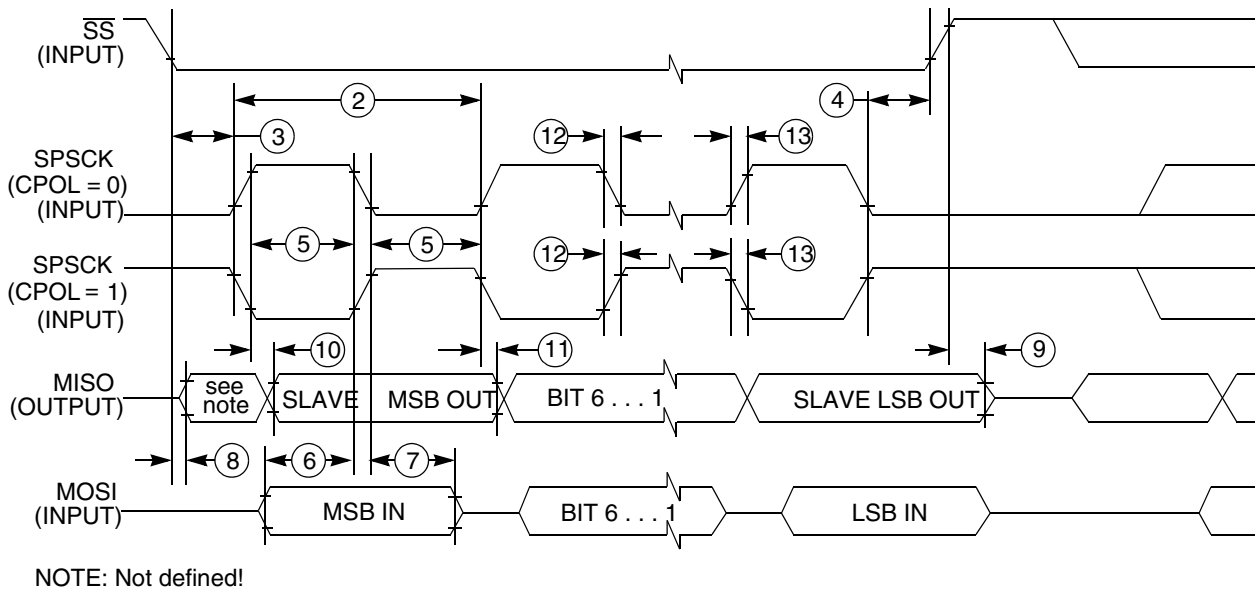 SS
(INPUT)
2
4
3
12
13
SPSCK
(CPOL = 0)
(INPUT)
5
5
12
13
SPSCK
(CPOL = 1)
(INPUT)
10
11
9
MISO
(OUTPUT)
see
note
SLAVE
MSB OUT
BIT 6 . . . 1
SLAVE LSB OUT
8
6
7
MOSI
(INPUT)
MSB IN
BIT 6 . . . 1
LSB IN
NOTE: Not defined!